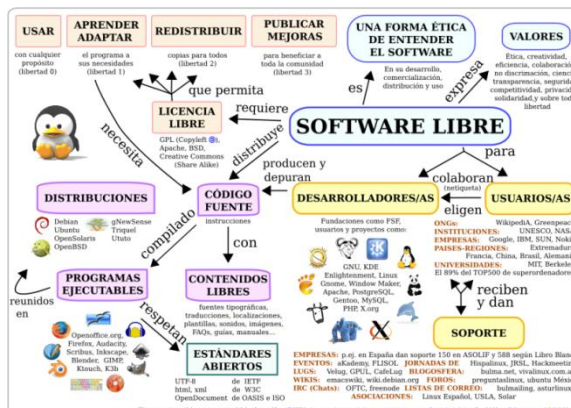 USAR
con cualquier
propósito
(libertad 0)
APRENDER
ADAPTAR
el programa a
sus necesidades
(libertad 1)
REDISTRIBUIR
copias para todos
(libertad 2)
PUBLICAR
MEJORAS
para beneficiar a
toda la comunidad
(libertad 3)
UNA FORMA ÉTICA
DE ENTENDER
EL SOFTWARE
En su desarrollo,
comercialización,
distribución y uso
VALORES
Ética, creatividad,
eficiencia, colaboración
no discrimación, ciencia
transparencia, seguridad
competitividad, privacid
solidaridad,y sobre tod
libertad
que permita
LICENCIA
LIBRE
GPL (Copyleft),
Apache, BSD,
Creative Commons
(Share Alike)
requiere
es
expresa
SOFTWARE LIBRE
necesita
distribuye
para
producen y
depuran
colaboran
(netiqueta)
eligen
DISTRIBUCIONES
Debian
Ubuntu
OpenSolaris
OpenBSD
gNewSense
Triquel
Ututo
CÓDIGO
FUENTE
instrucciones
DESARROLLADORES/AS
Fundaciones como FSF,
usuarios y proyectos como:
GNU, KDE
Enlightenment, Linux
Gnome, Window Maker,
Apache, PostgreSQL,
Gentoo, MySQL,
PHP, X.org
USUARIOS/AS
ONGs: WikipediA, Greenpeac
INSTITUCIONES: UNESCO, NAS
EMPRESAS: Google, IBM, SUN, Noki
PAISES-REGIONES: Extremadur
Francia, China, Brasil, Alemani
UNIVERSIDADES: MIT, Berkele
El 89% del TOP500 de superordenadore
compilado
con
reunidos
en
PROGRAMAS
EJECUTABLES
Openoffice.org,
Firefox, Audacity,
Scribus, Inkscape,
Blender, GIMP,
Ktouch, K3b
CONTENIDOS
LIBRES
fuentes tipográficas,
traducciones, localizaciones,
plantillas, sonidos, imágenes,
FAQs, guías, manuales...
respetan
ESTÁNDARES
ABIERTOS
UTF-8 de IETF
html, xml de W3C
OpenDocument de OASIS e ISO
reciben
y dan
SOPORTE
EMPRESAS: p.e. en España dan soporte 150 en ASOLIF y 588 según Libro Blanc
EVENTOS: aKademy, FLISOL JORNADAS DE Hispalinux, JRSL, Hackmeetin
LUGS: Velug, GPUL, CafeLug BLOGOSFERA: bulma.net, vivalinux.com.a
WIKIS: emacswiki, wiki.debian.org FOROS: preguntaslinux, ubuntu Méxic
IRC (Chats): OFTC, freenode LISTAS DE CORREO: bulmailing, asturlinux
ASOCIACIONES: Linux Español, USLA, Solar